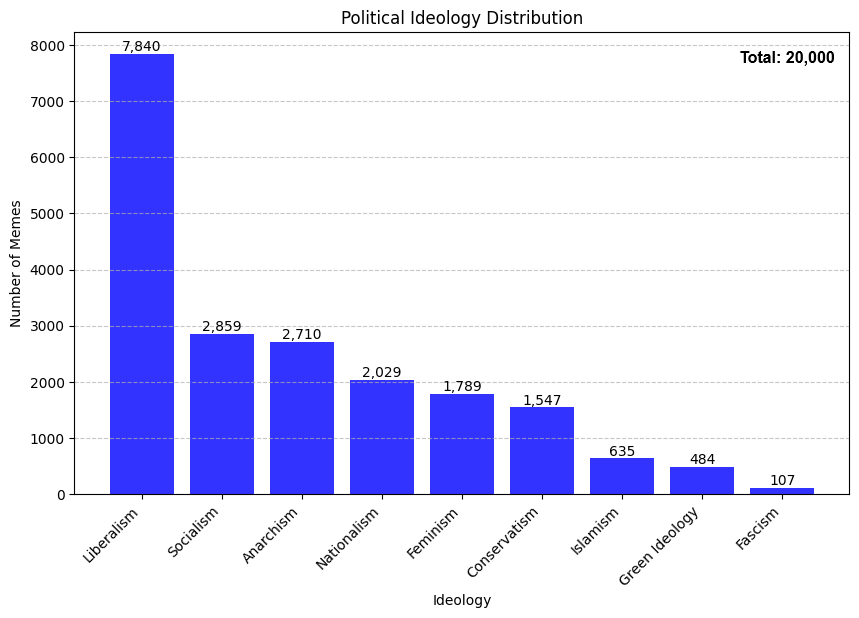 Political Ideology Distribution
Total: 20,000
Number of Memes
8000
7000
6000
5000
4000
3000
2000
1000
0
7,840
2,859
2,710
2,029
1,789
1,547
635
484
107
Liberalism
Socialism
Anarchism
Nationalism
Feminism
Conservatism
Islamism
Green Ideology
Fascism
Ideology